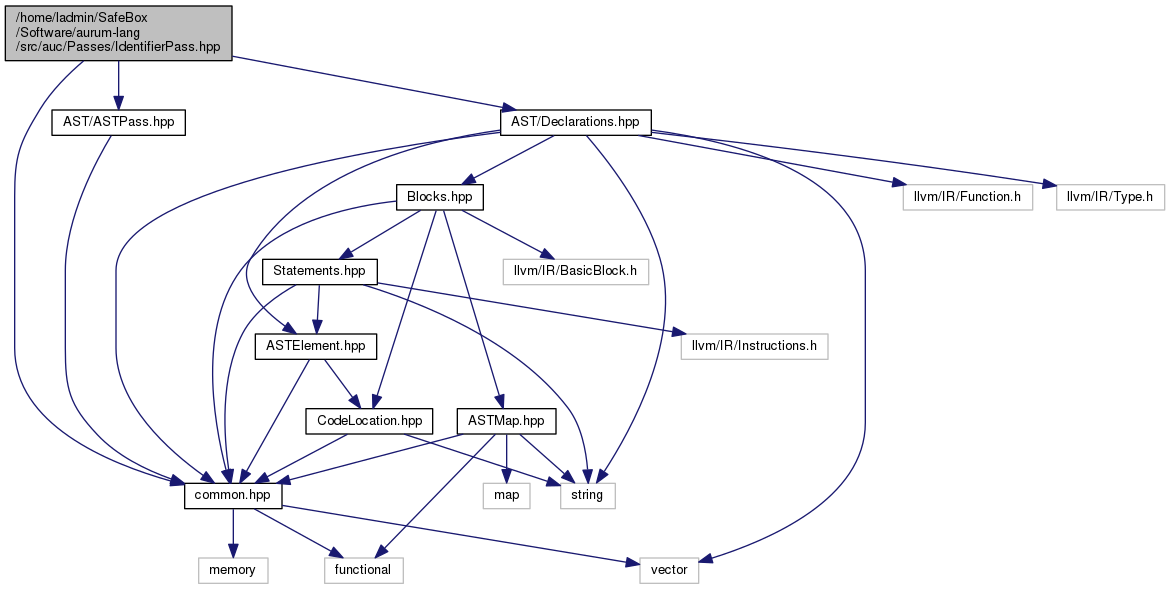 /home/ladmin/SafeBox
/Software/aurum-lang
/src/auc/Passes/IdentifierPass.hpp
AST/ASTPass.hpp
AST/Declarations.hpp
Blocks.hpp
llvm/IR/Function.h
llvm/IR/Type.h
Statements.hpp
llvm/IR/BasicBlock.h
ASTElement.hpp
llvm/IR/Instructions.h
CodeLocation.hpp
ASTMap.hpp
common.hpp
map
string
memory
functional
vector